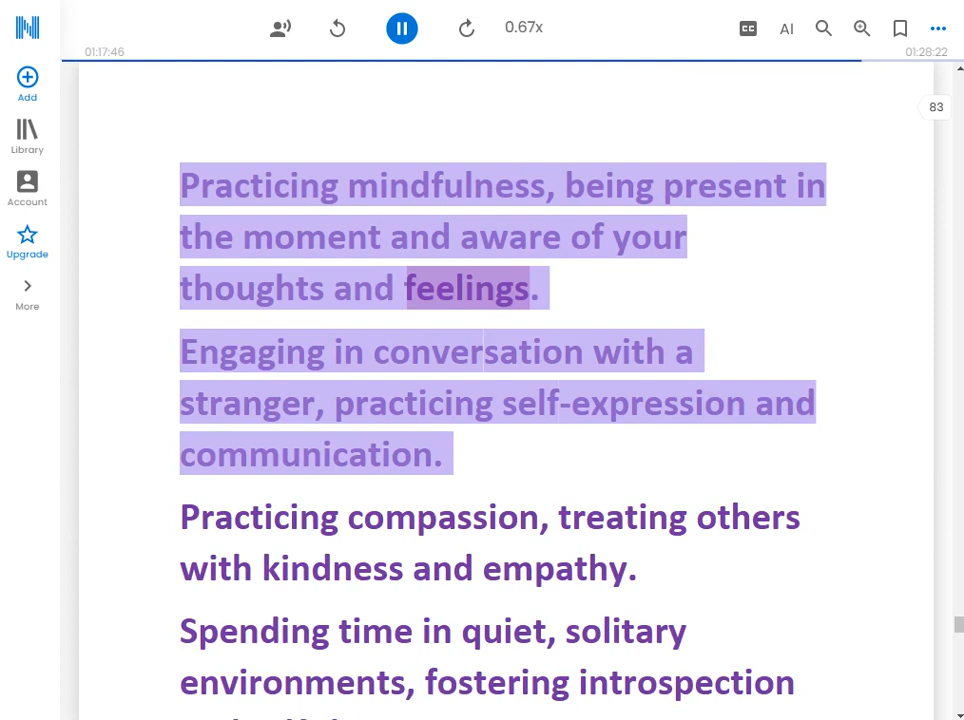 0.67x
CC
AI
01:17:46
01:28:22
Add
Library
Account
Upgrade
More
83
Practicing mindfulness, being present in
the moment and aware of your
thoughts and feelings.
Engaging in conversation with a
stranger, practicing self-expression and
communication.
Practicing compassion, treating others
with kindness and empathy.
Spending time in quiet, solitary
environments, fostering introspection